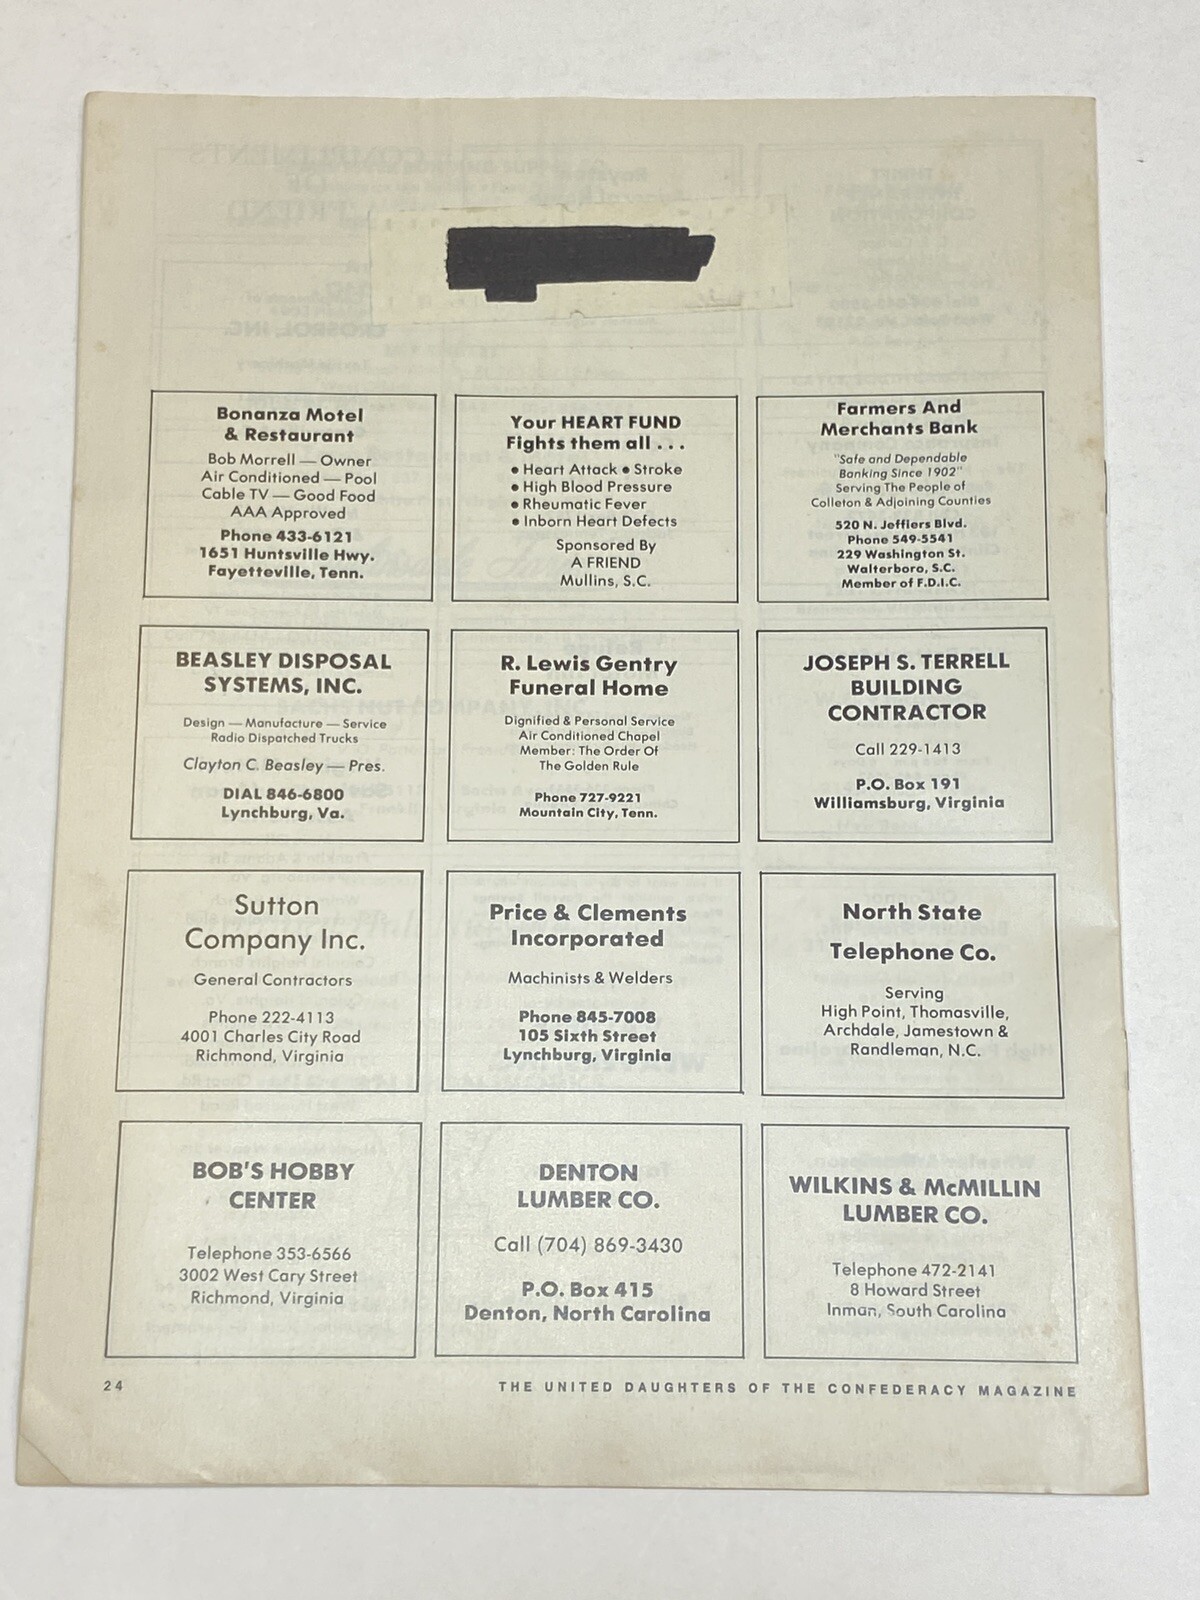 Bonanza Motel
& Restaurant
Bob Morrell — Owner
Air Conditioned — Pool
Cable TV — Good Food
AAA Approved
Phone 433-6121
1651 Huntsville Hwy.
Fayetteville, Tenn.
Your HEART FUND
Fights them all . . .
• Heart Attack • Stroke
• High Blood Pressure
• Rheumatic Fever
• Inborn Heart Defects
Sponsored By
A FRIEND
Mullins, S.C.
Farmers And
Merchants Bank
"Safe and Dependable
Banking Since 1902"
Serving The People of
Colleton & Adjoining Counties
520 N. Jeffiers Blvd.
Phone 549-5541
229 Washington St.
Walterboro, S.C.
Member of F.D.I.C.
BEASLEY DISPOSAL
SYSTEMS, INC.
Design — Manufacture — Service
Radio Dispatched Trucks
Clayton C. Beasley — Pres.
DIAL 846-6800
Lynchburg, Va.
R. Lewis Gentry
Funeral Home
Dignified & Personal Service
Air Conditioned Chapel
Member: The Order Of
The Golden Rule
Phone 727-9221
Mountain City, Tenn.
JOSEPH S. TERRELL
BUILDING
CONTRACTOR
Call 229-1413
P.O. Box 191
Williamsburg, Virginia
Sutton
Company Inc.
General Contractors
Phone 222-4113
4001 Charles City Road
Richmond, Virginia
Price & Clements
Incorporated
Machinists & Welders
Phone 845-7008
105 Sixth Street
Lynchburg, Virginia
North State
Telephone Co.
Serving
High Point, Thomasville,
Archdale, Jamestown &
Randleman, N.C.
BOB'S HOBBY
CENTER
Telephone 353-6566
3002 West Cary Street
Richmond, Virginia
DENTON
LUMBER CO.
Call (704) 869-3430
P.O. Box 415
Denton, North Carolina
WILKINS & McMILLIN
LUMBER CO.
Telephone 472-2141
8 Howard Street
Inman, South Carolina
24
THE UNITED DAUGHTERS OF THE CONFEDERACY MAGAZINE